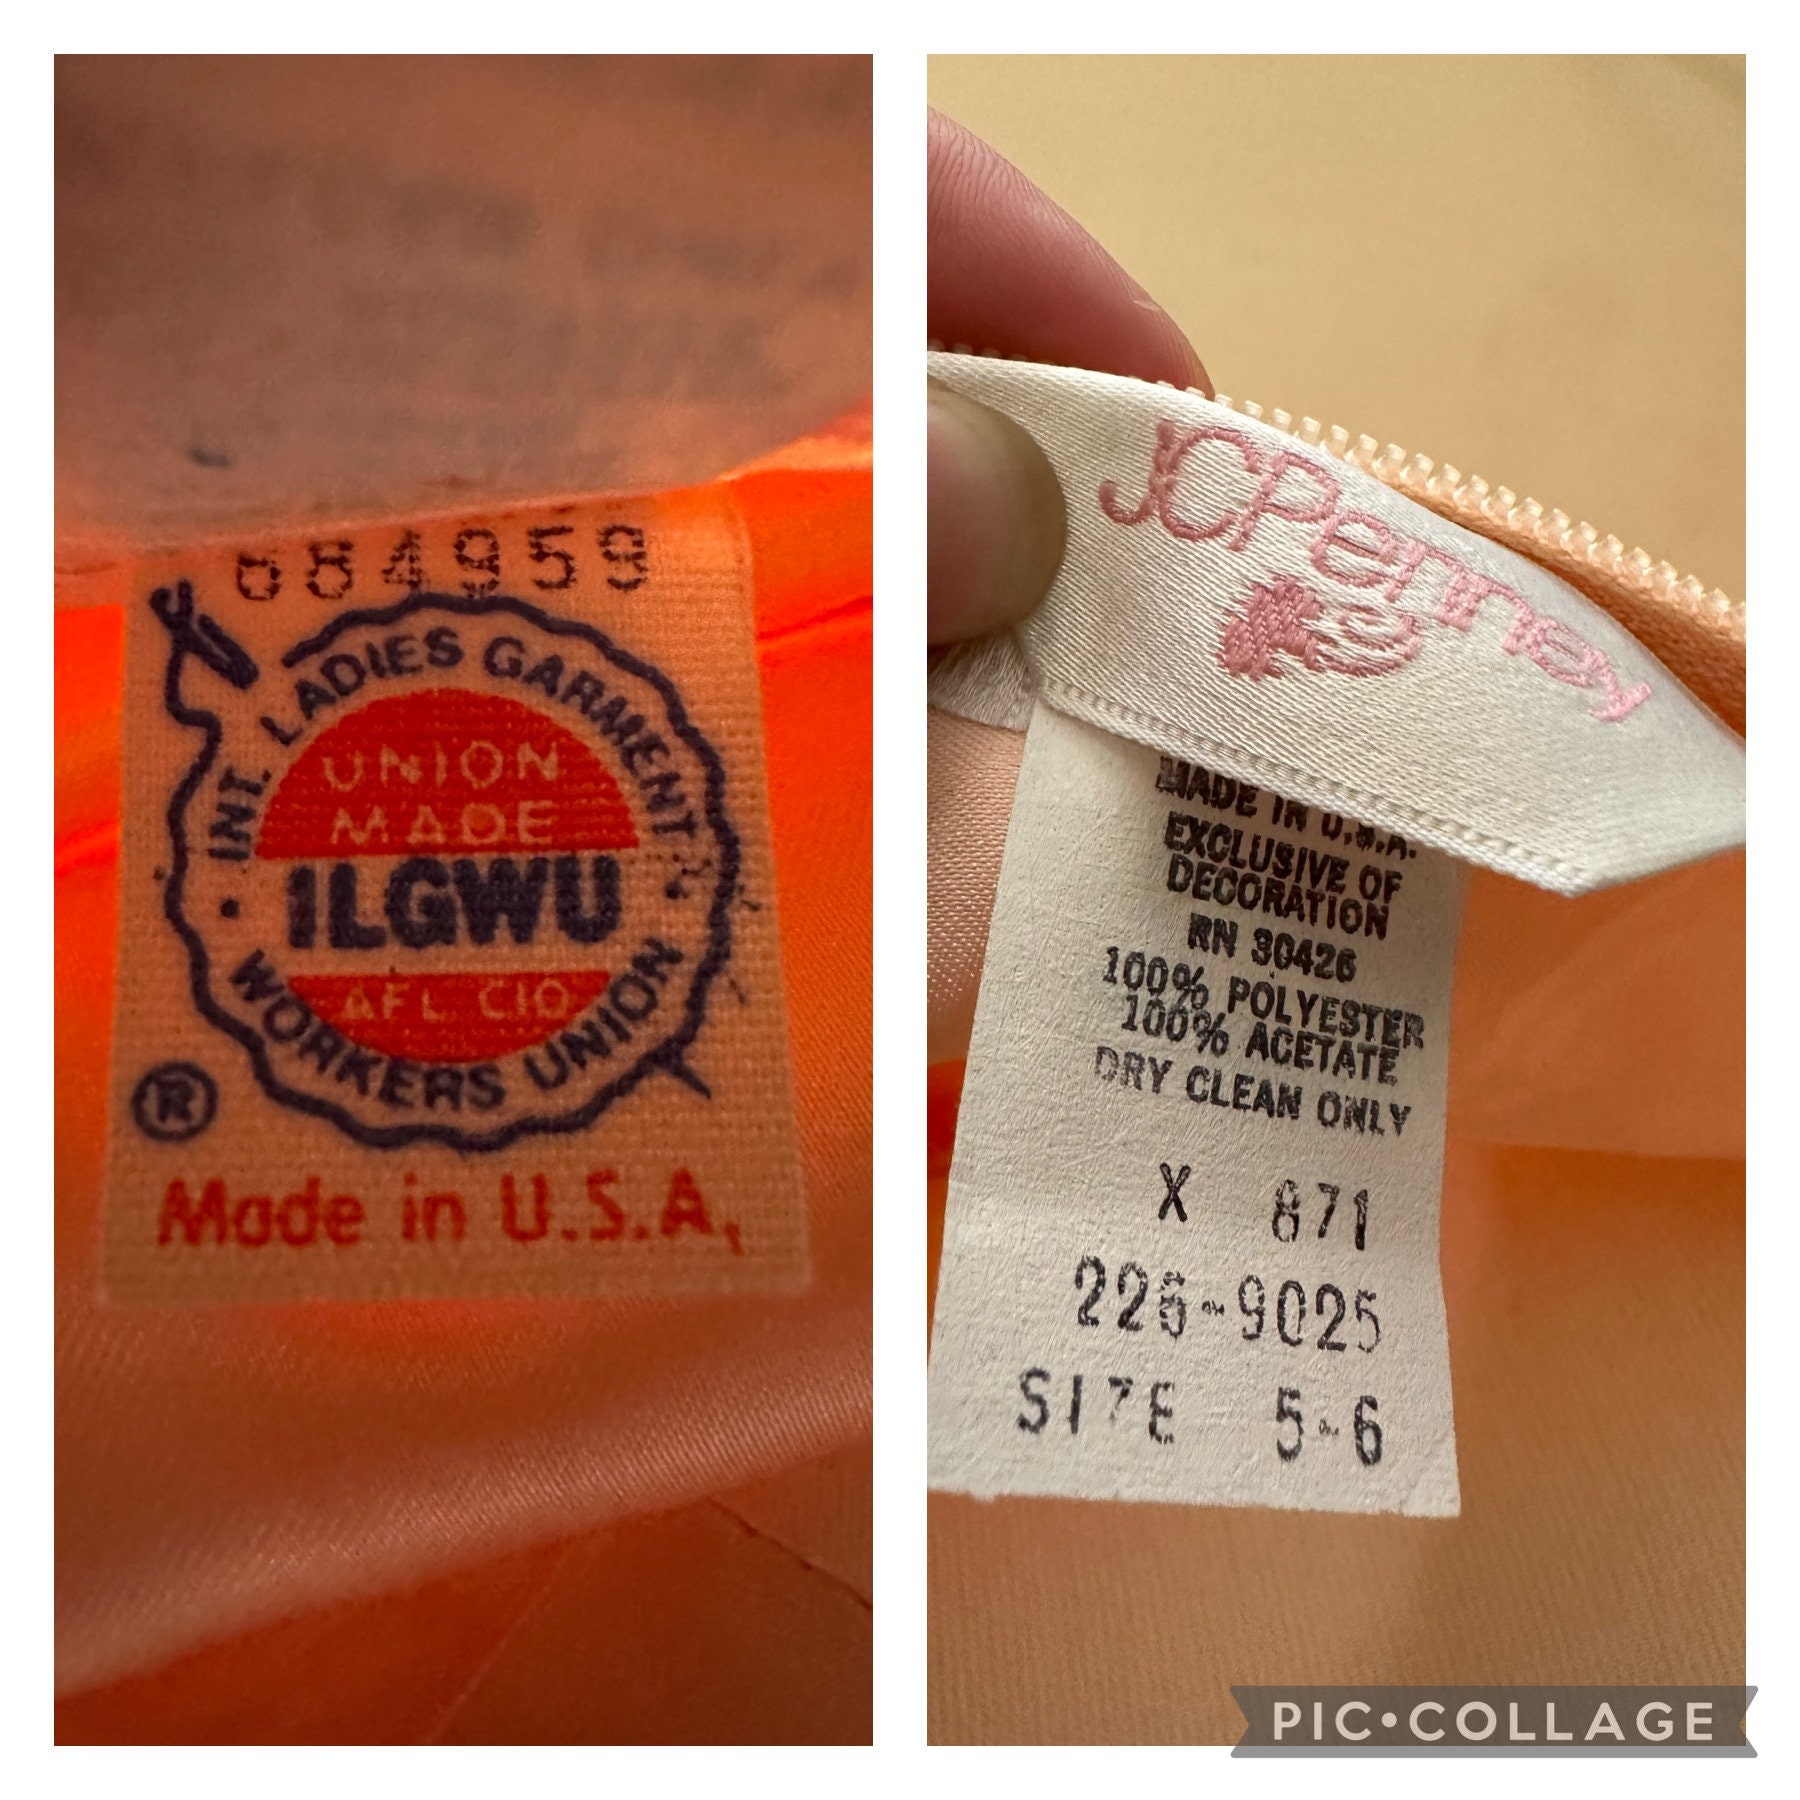 684959
INT. LADIES GARMENT
UNION
MADE
ILGWU
AFL CIO
WORKERS UNION
®
Made in U.S.A.
JCPenney
MADE IN U.S.A.
EXCLUSIVE OF
DECORATION
RN 30426
100% POLYESTER
100% ACETATE
DRY CLEAN ONLY
X 871
226-9025
SIZE 5-6
PIC•COLLAGE